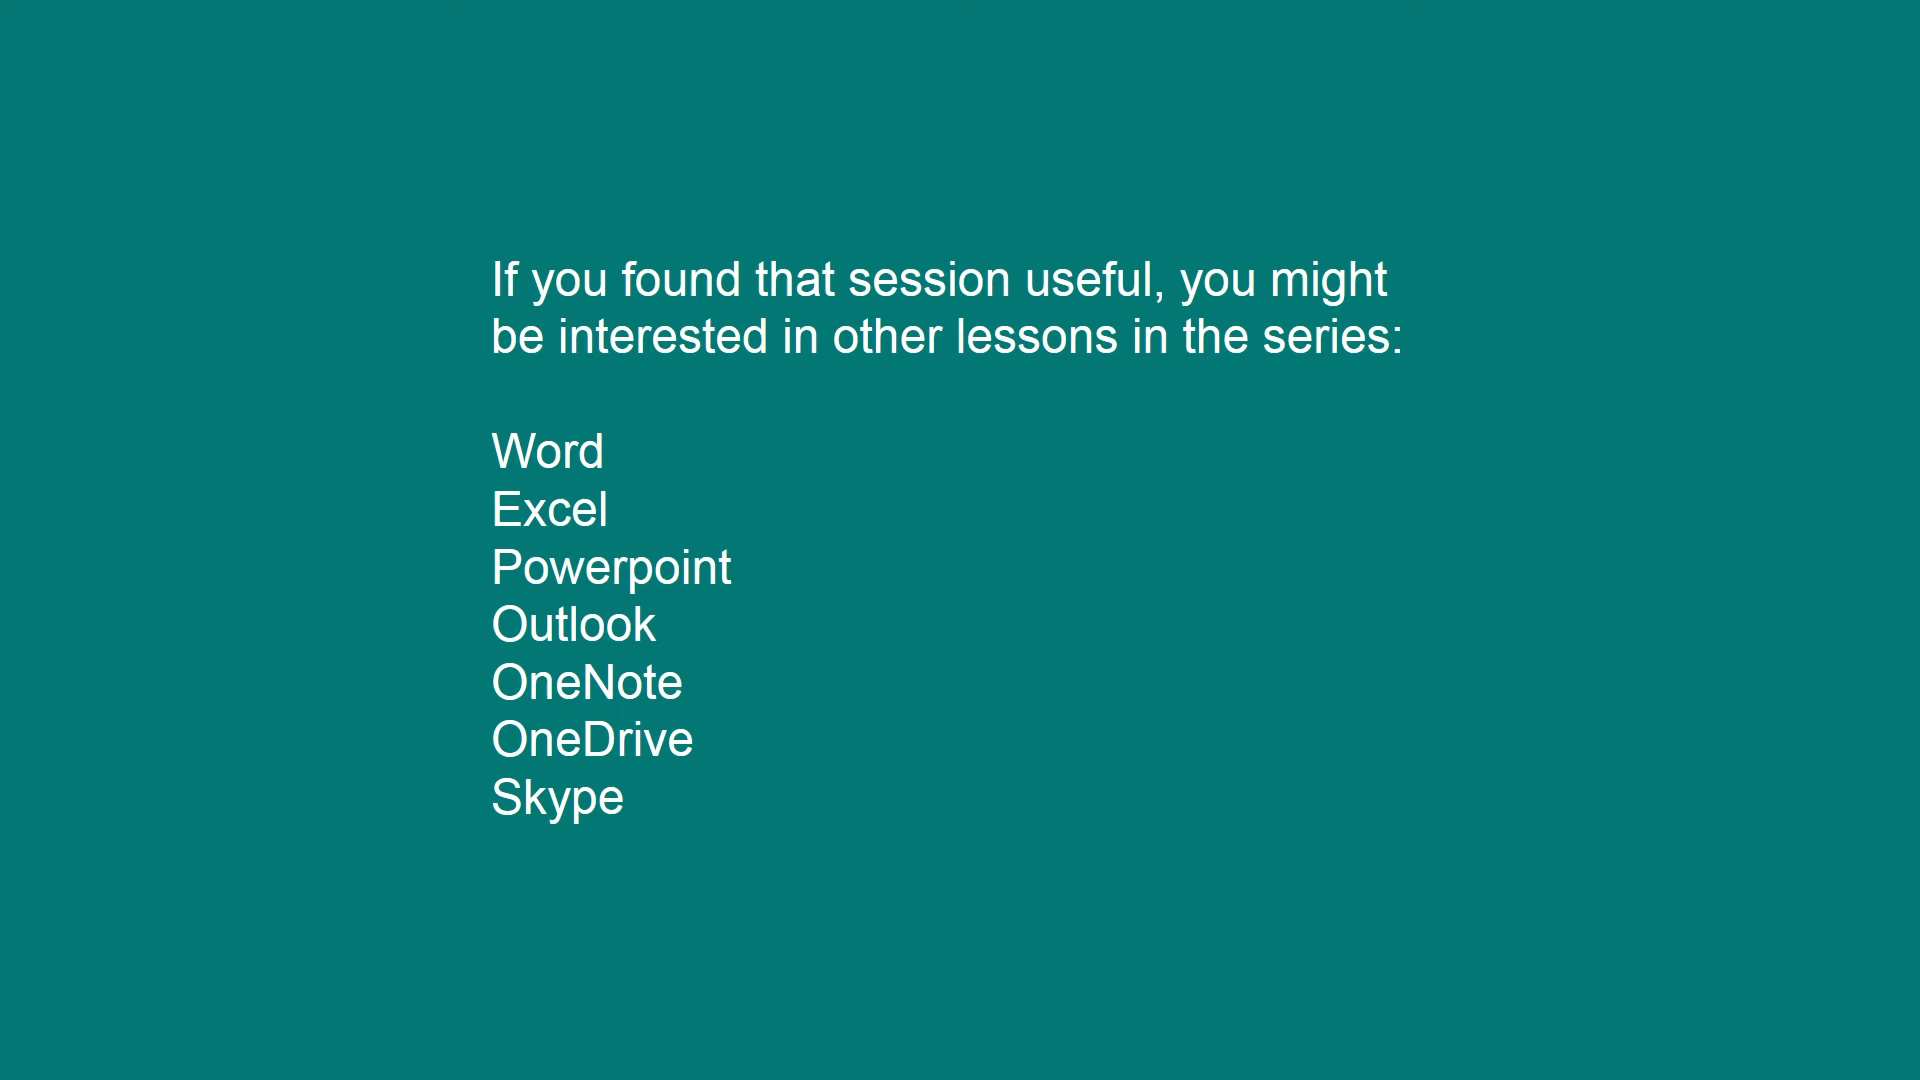 If you found that session useful, you might
be interested in other lessons in the series:
Word
Excel
Powerpoint
Outlook
OneNote
OneDrive
Skype